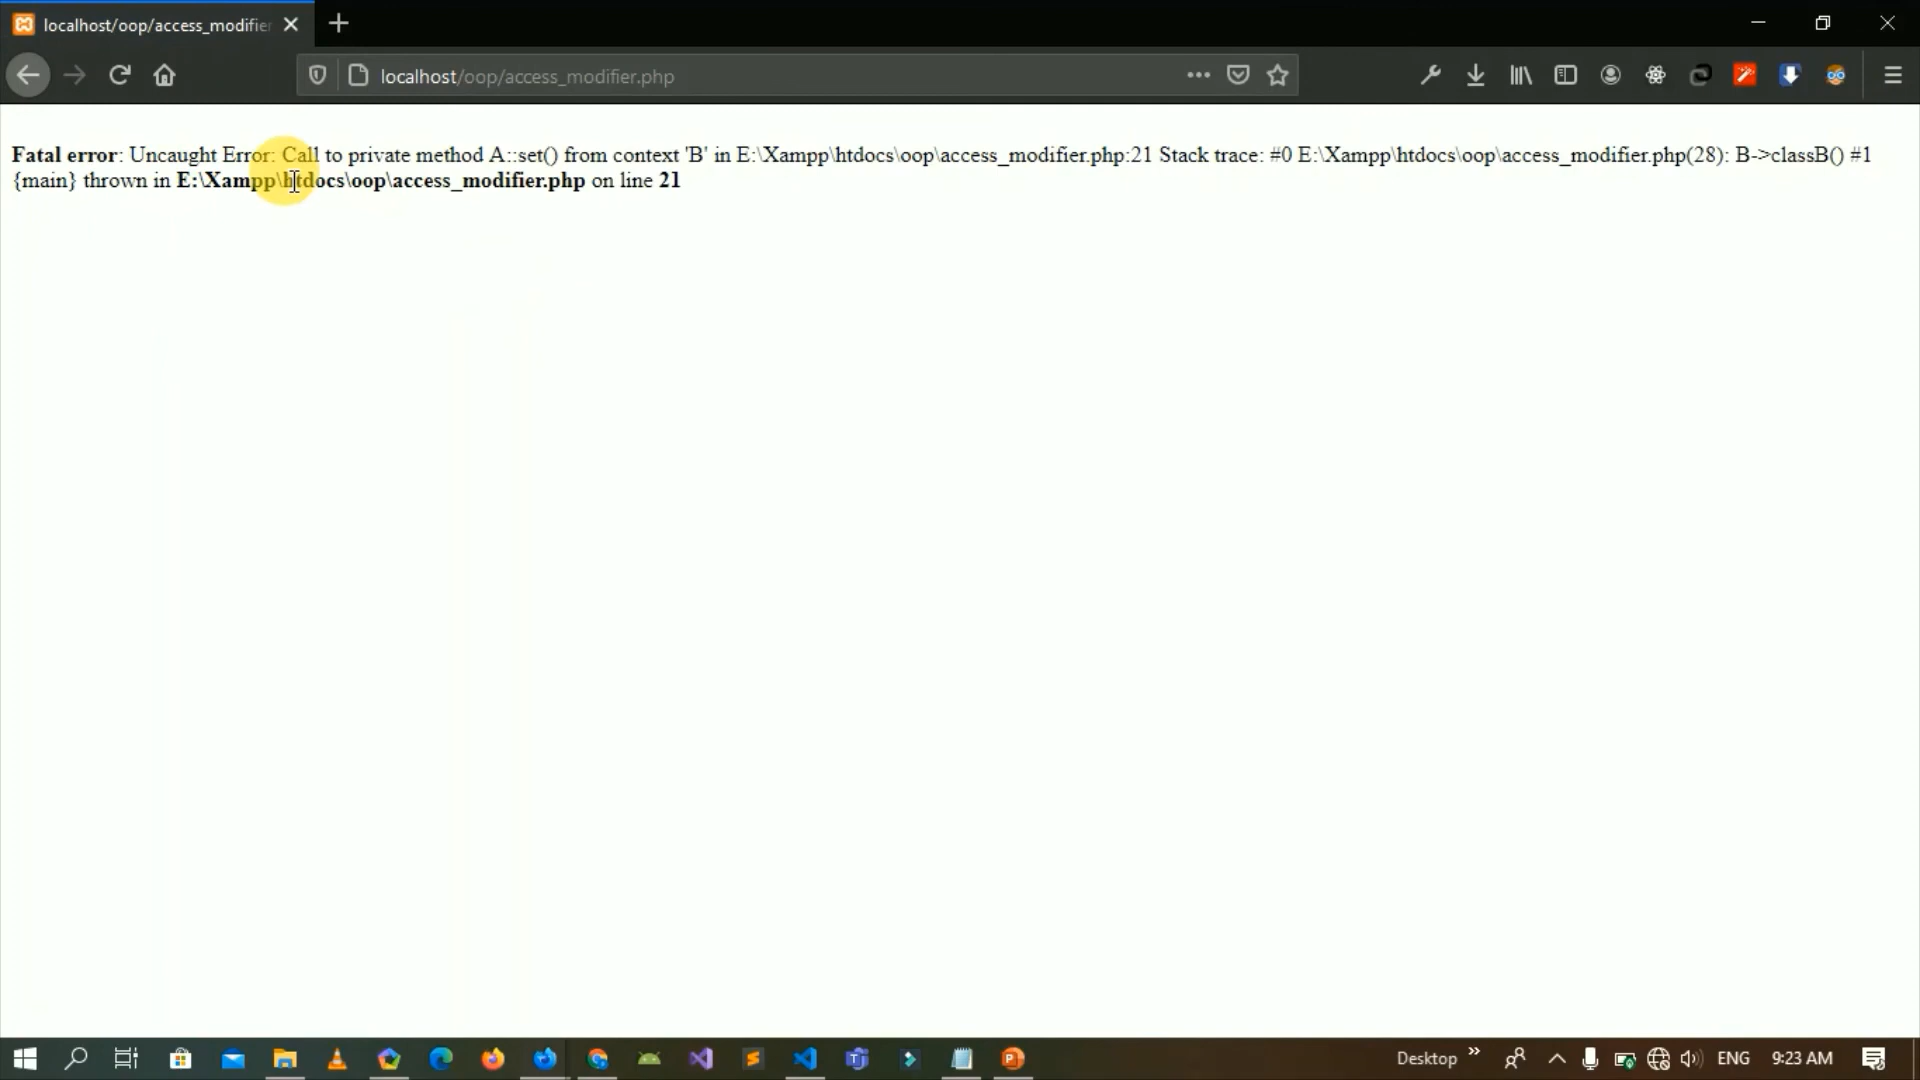 localhost/oop/access_modifier
localhost/oop/access_modifier.php
Fatal error: Uncaught Error: Call to private method A::set() from context 'B' in E:\Xampp\htdocs\oop\access_modifier.php:21 Stack trace: #0 E:\Xampp\htdocs\oop\access_modifier.php(28): B->classB() #1
{main} thrown in E:\Xampp\htdocs\oop\access_modifier.php on line 21
Desktop » ENG 9:23 AM